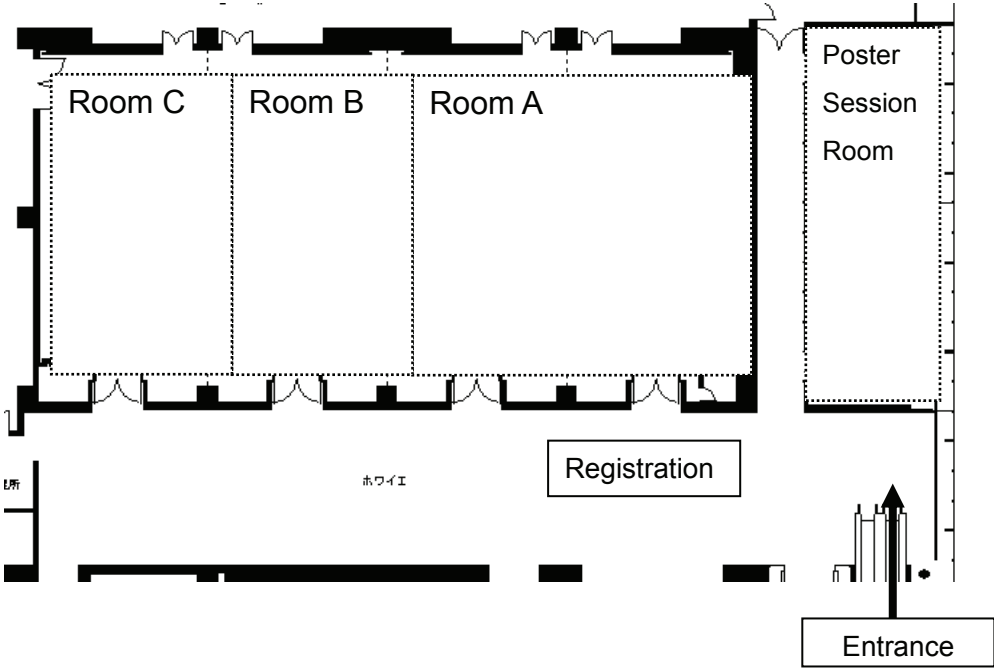 Room C
Room B
Room A
Poster
Session
Room
Registration
ホワイエ
Entrance